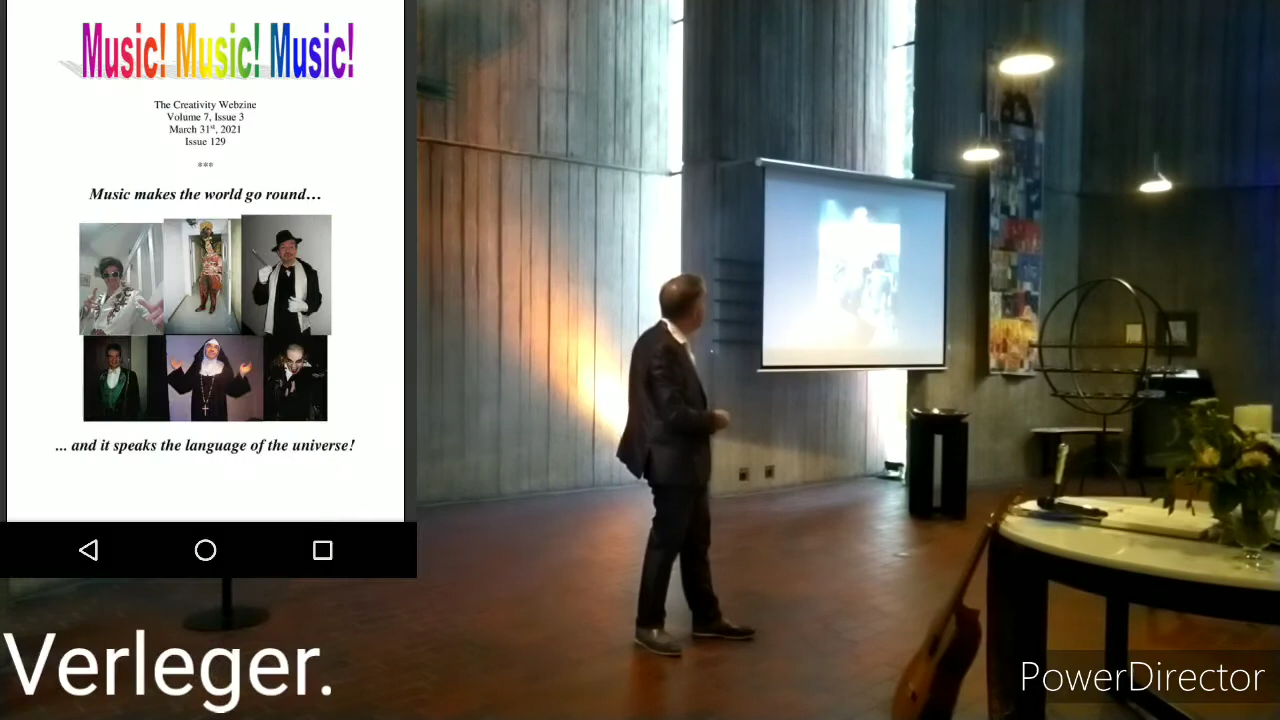 Music! Music! Music!
The Creativity Webzine
Volume 7, Issue 3
March 31st, 2021
Issue 129
***
Music makes the world go round…
... and it speaks the language of the universe!
Verleger.
PowerDirector